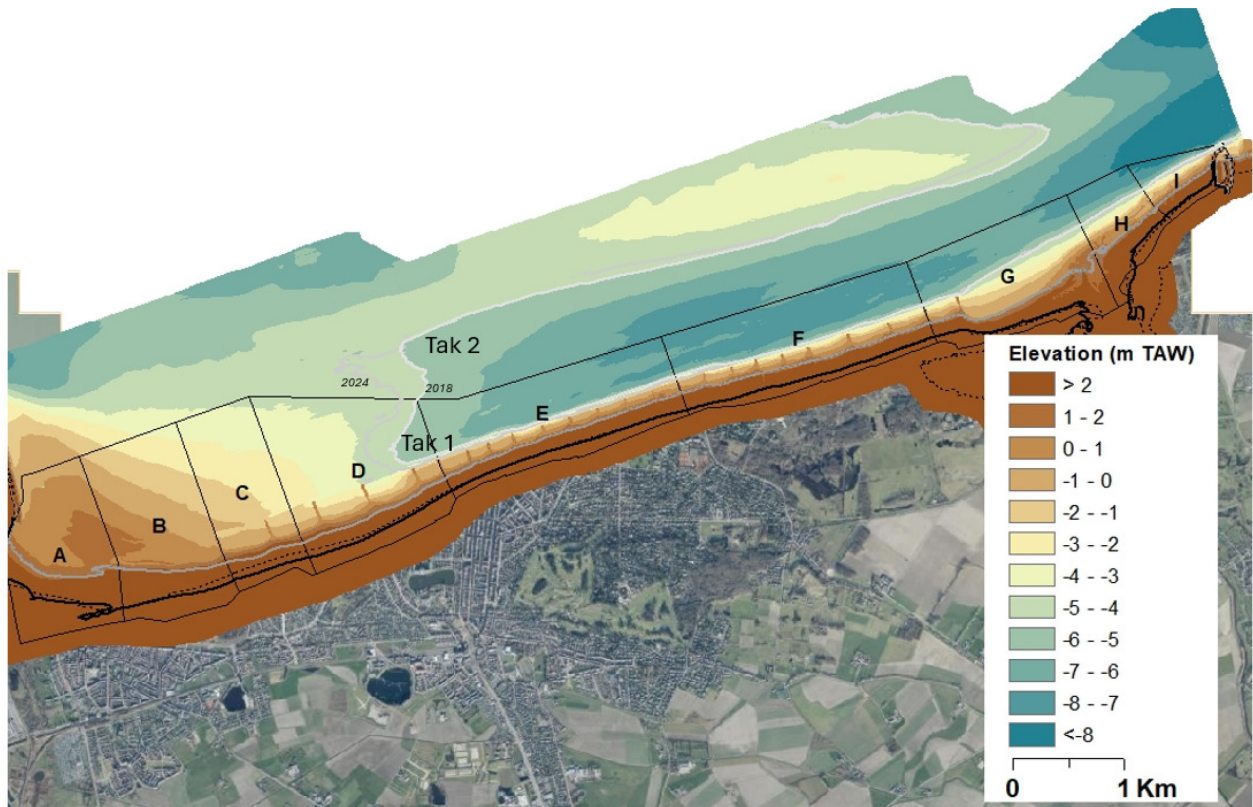 I
H
G
F
Tak 2
2024
2018
E
Tak 1
D
C
B
A
Elevation (m TAW)
> 2
1 - 2
0 - 1
-1 - 0
-2 - -1
-3 - -2
-4 - -3
-5 - -4
-6 - -5
-7 - -6
-8 - -7
<-8
0 1 Km